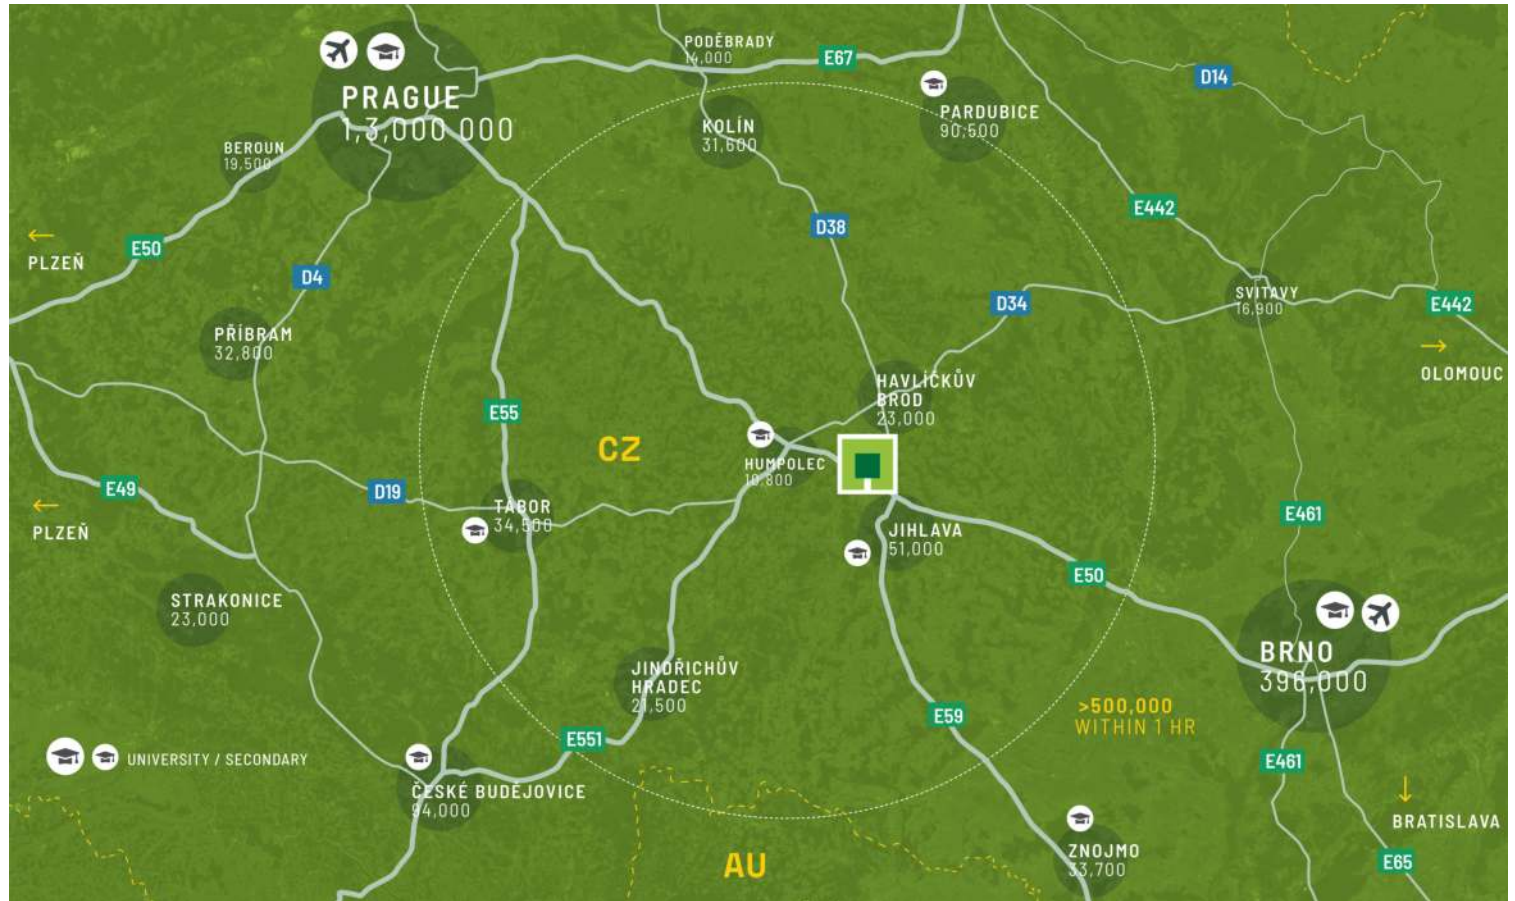 PODĚBRADY
14,000
E67
D14
PRAGUE
1,3,000 000
PARDUBICE
90,500
KOLÍN
31,600
BEROUN
19,500
E442
D38
PLZEŇ
E50
D4
SVITAVY
16,900
D34
E442
PŘÍBRAM
32,800
OLOMOUC
HAVLÍČKŮV
BROD
23,000
E55
CZ
HUMPOLEC
10,800
E49
D19
TÁBOR
34,500
E461
PLZEŇ
JIHLAVA
51,000
E50
STRAKONICE
23,000
BRNO
396,000
JINDŘICHŮV
HRADEC
21,500
>500,000
WITHIN 1 HR
E59
E551
UNIVERSITY / SECONDARY
E461
ČESKÉ BUDĚJOVICE
94,000
BRATISLAVA
ZNOJMO
33,700
E65
AU